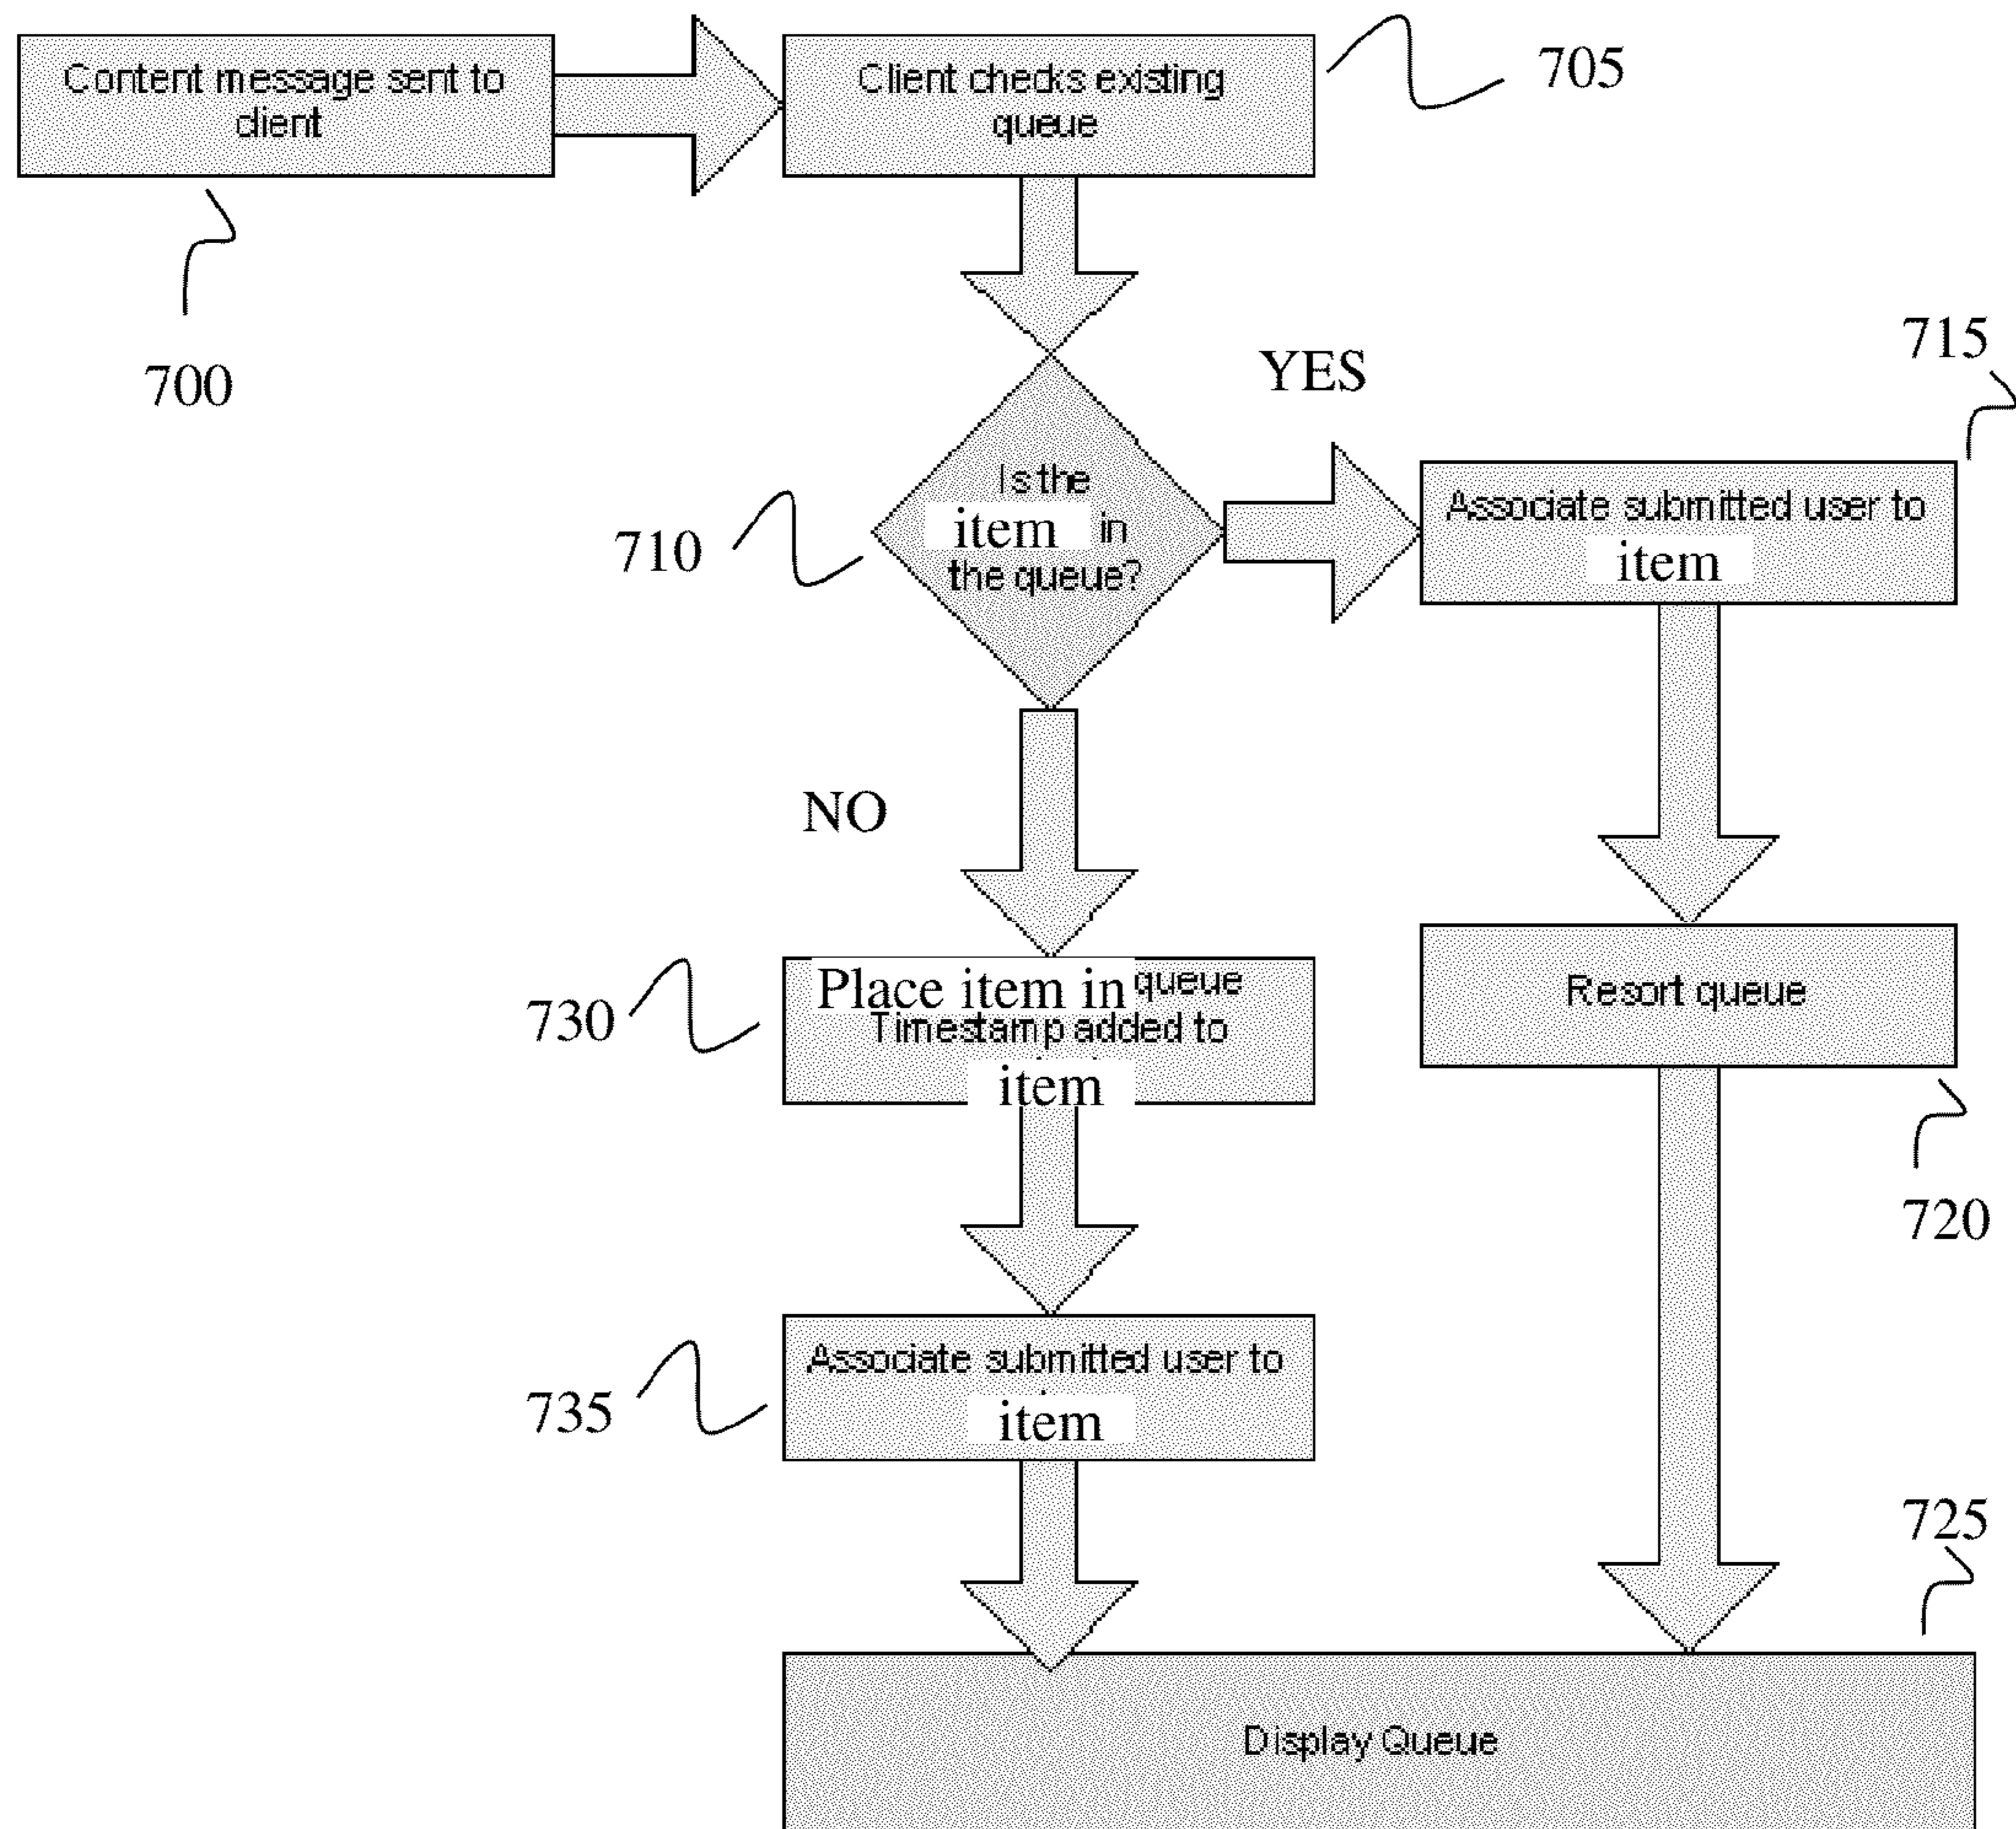 Content message sent to
client
700
Client checks existing
queue
705
Is the
item in
the queue?
710
YES
715
Associate submitted user to
item
NO
730
Place item in queue
Timestamp added to
item
Resort queue
720
735
Associate submitted user to
item
725
Display Queue